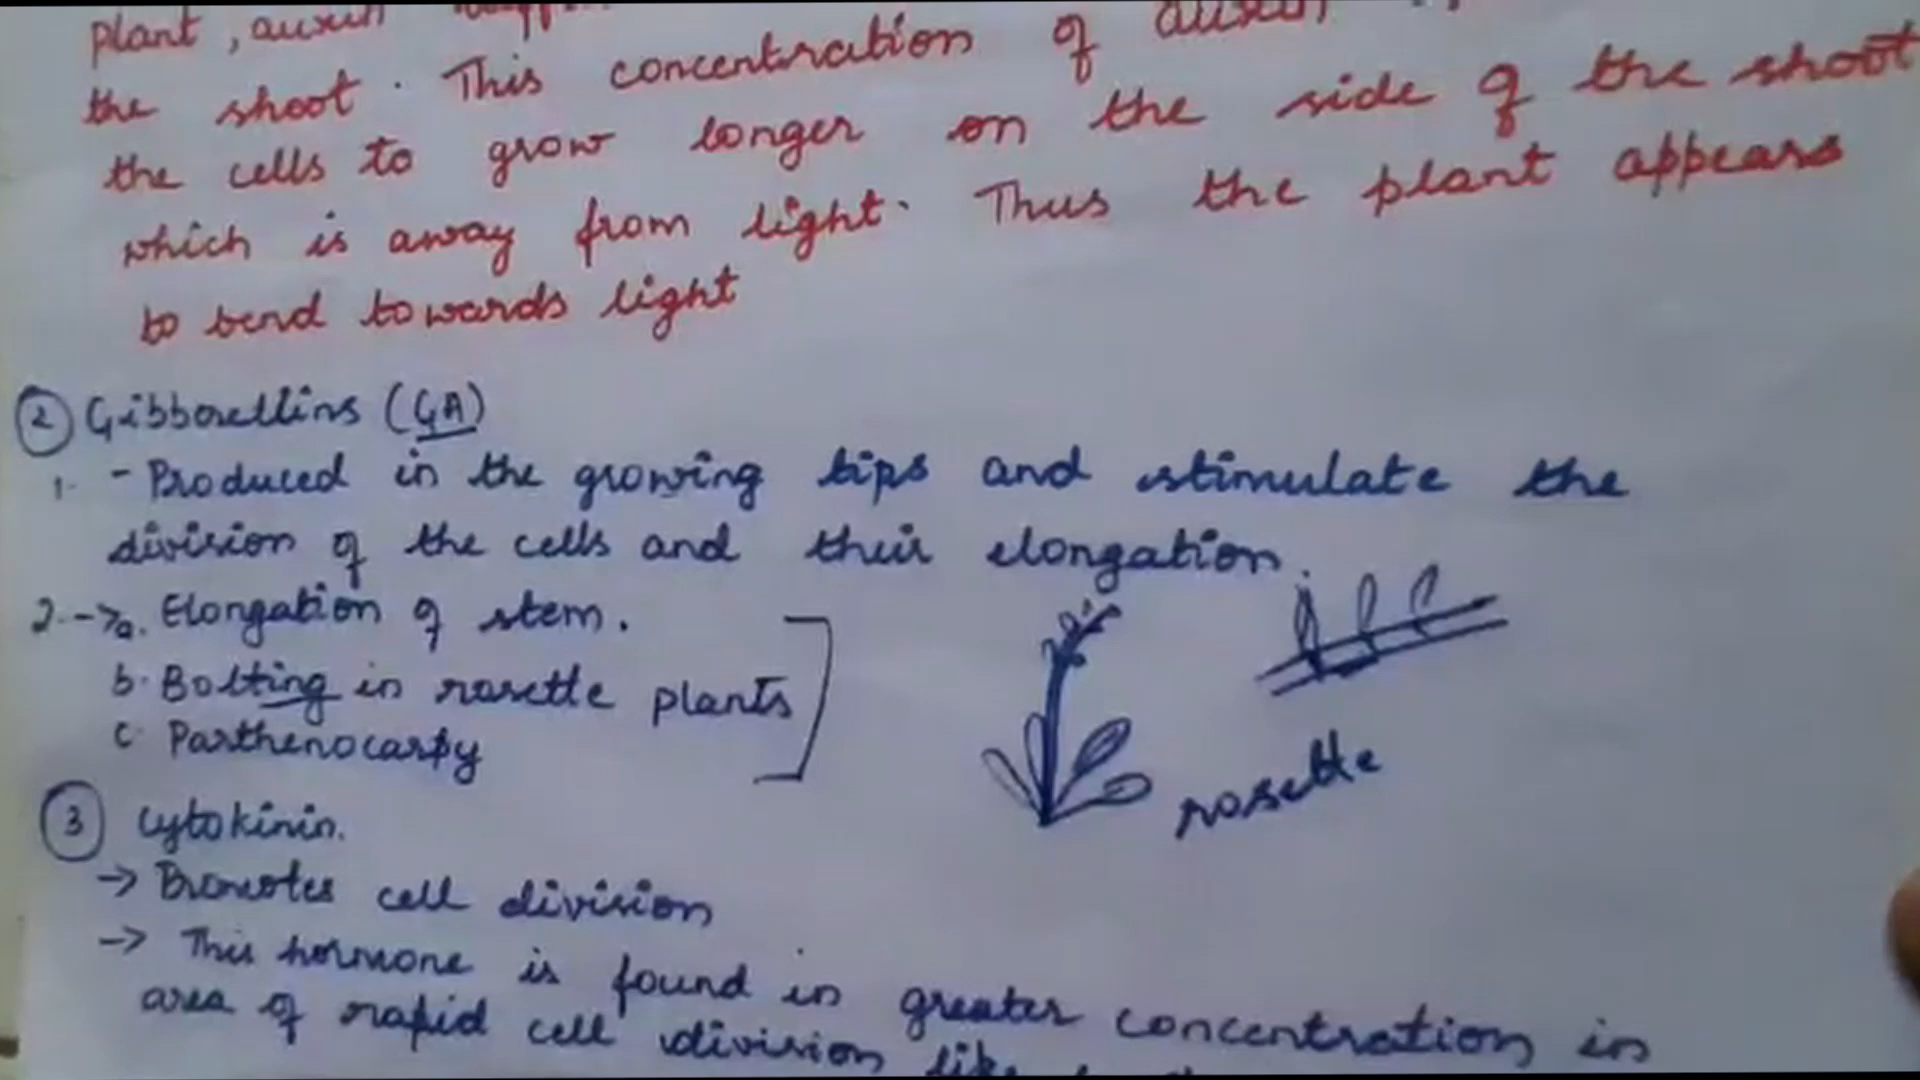 plant, auxin
the shoot. This concentration of auxin
the cells to grow longer on the side of the shoot
which is away from light. Thus the plant appears
to bend towards light
2 Gibborellins (GA)
1. - Produced in the growing tips and stimulate the
division of the cells and their elongation.
2. -> a. Elongation of stem.
b. Bolting in rosette plants
c. Parthenocarpy
rosette
3 Cytokinin.
-> Promotes cell division
-> This hormone is found in greater concentration in
area of rapid cell division like